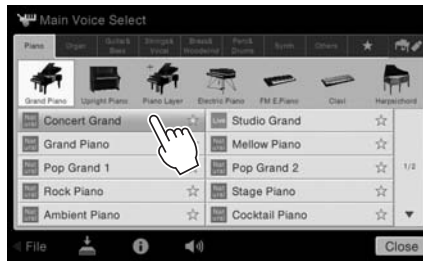 Main Voice Select
Piano Organ Guitar& Bass Strings& Vocal Brass& Woodwind Perc& Drums Synth Others
Grand Piano Upright Piano Piano Layer Electric Piano FM E.Piano Clavi Harpsichord
Concert Grand Live Studio Grand
Grand Piano Mellow Piano
Pop Grand 1 Pop Grand 2 1/2
Rock Piano Stage Piano
Ambient Piano Cocktail Piano
File Close